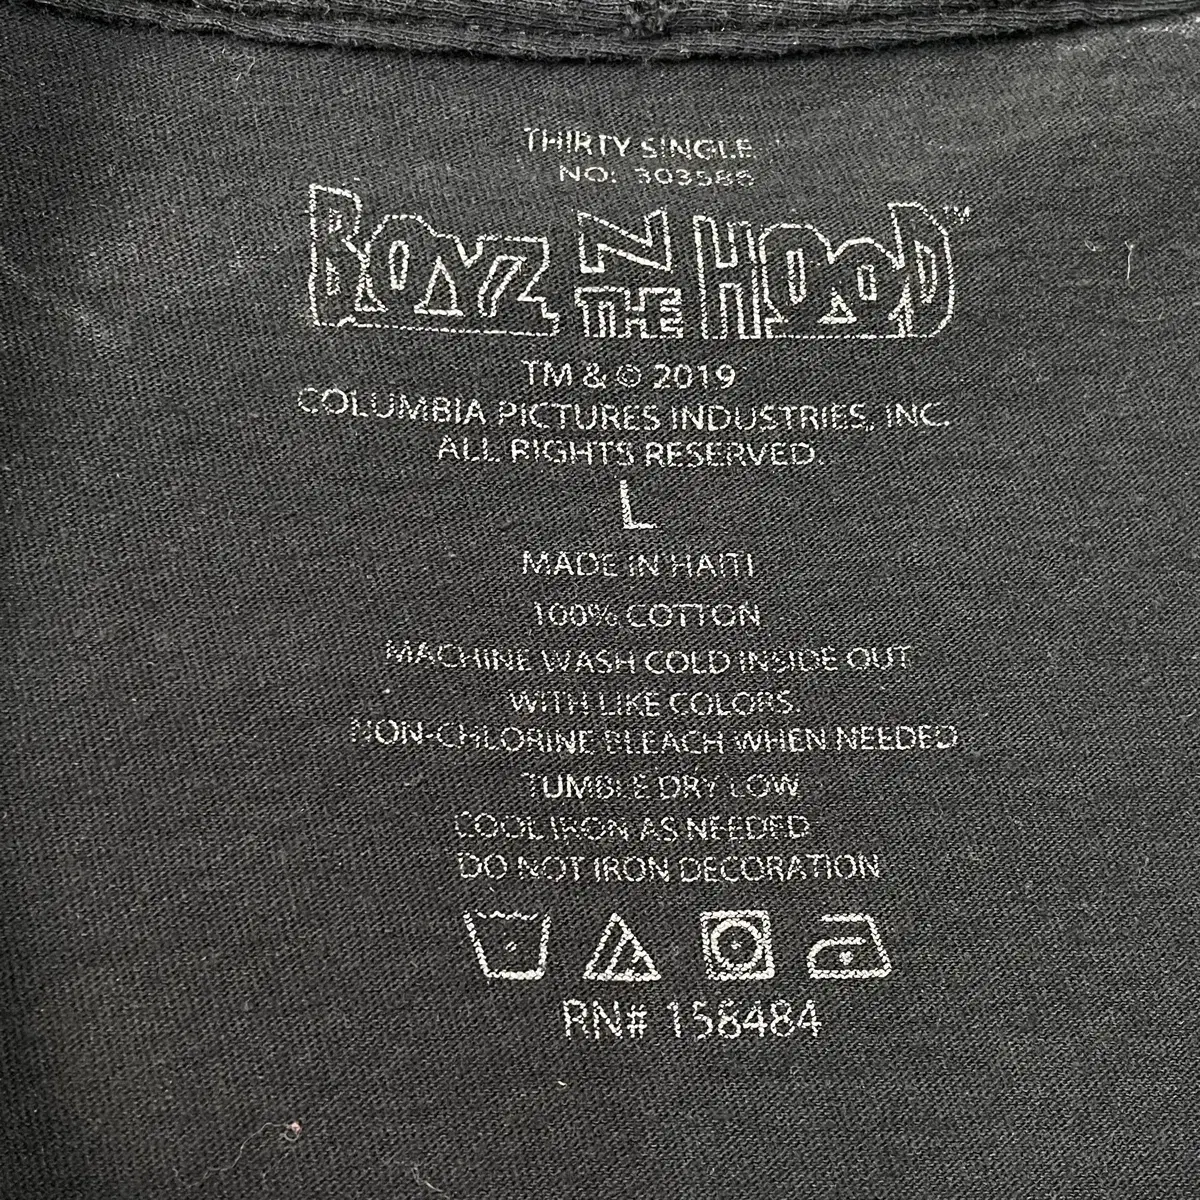 THIRTY SINGLE
NO: 303586
BOYZ N THE HOOD™
TM & © 2019
COLUMBIA PICTURES INDUSTRIES, INC.
ALL RIGHTS RESERVED.
L
MADE IN HAITI
100% COTTON
MACHINE WASH COLD INSIDE OUT
WITH LIKE COLORS.
NON-CHLORINE BLEACH WHEN NEEDED
TUMBLE DRY LOW
COOL IRON AS NEEDED
DO NOT IRON DECORATION
RN# 158484